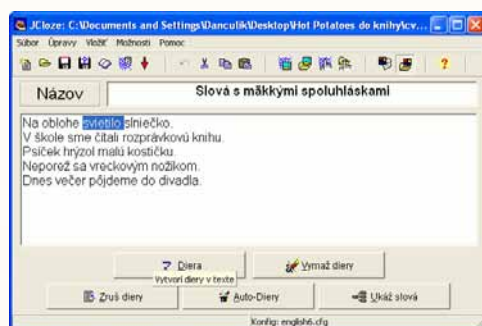 JCloze: C:\Documents and Settings\Danculik\Desktop\Hot Potatoes do knihy\cv...
Súbor Úpravy Vložiť Možnosti Pomoc
Názov
Slová s mäkkými spoluhláskami
Na oblohe svietilo slniečko.
V škole sme čítali rozprávkovú knihu.
Psíček hrýzol malú kostičku.
Neporež sa vreckovým nožíkom.
Dnes večer pôjdeme do divadla.
Diera
Vymaž diery
Vytvorí diery v texte
Zruš diery
Auto-Diery
Ukáž slová
Konfig: english6.cfg